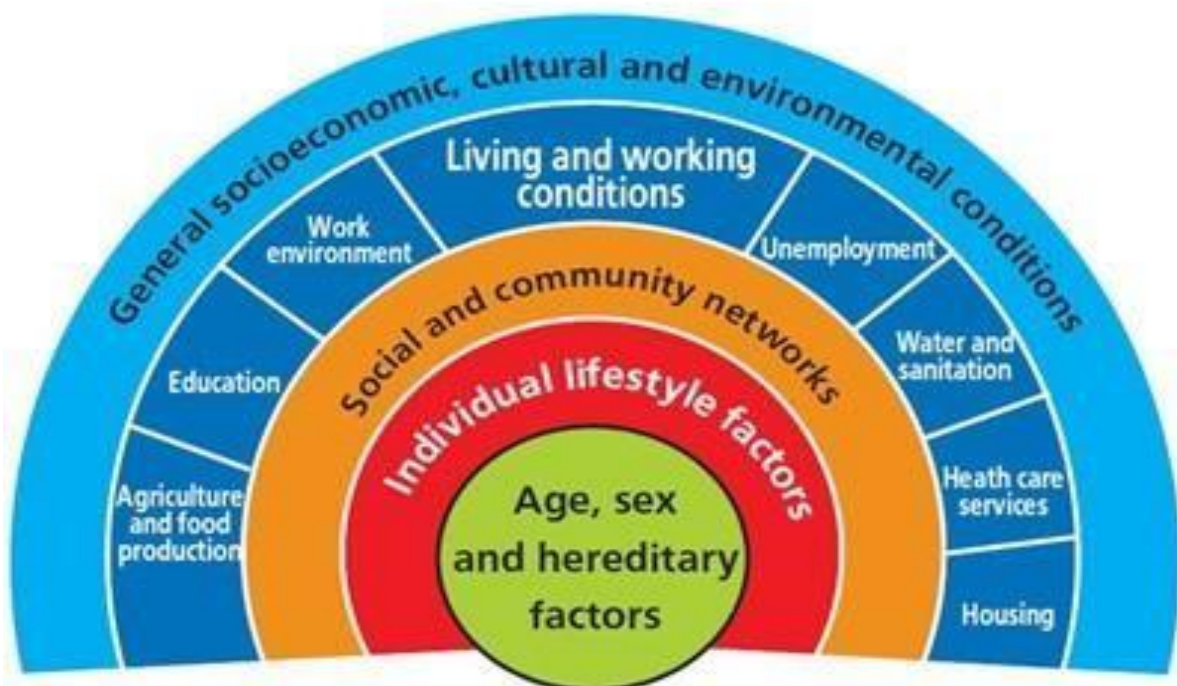 General socioeconomic, cultural and environmental conditions
Living and working
conditions
Work
environment
Unemployment
Education
Water and
sanitation
Agriculture
and food
production
Heath care
services
Housing
Social and community networks
Individual lifestyle factors
Age, sex
and hereditary
factors